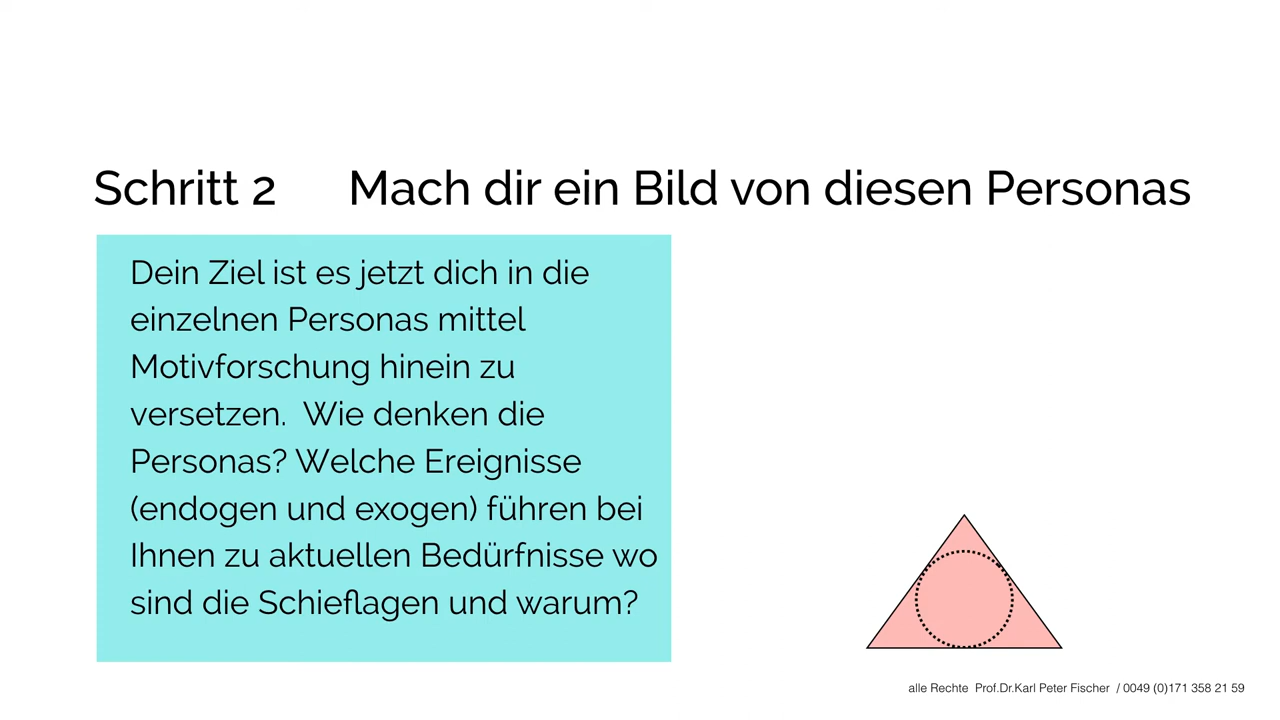 Schritt 2 Mach dir ein Bild von diesen Personas
Dein Ziel ist es jetzt dich in die
einzelnen Personas mittel
Motivforschung hinein zu
versetzen. Wie denken die
Personas? Welche Ereignisse
(endogen und exogen) führen bei
Ihnen zu aktuellen Bedürfnisse wo
sind die Schieflagen und warum?
alle Rechte Prof.Dr.Karl Peter Fischer / 0049 (0)171 358 21 59